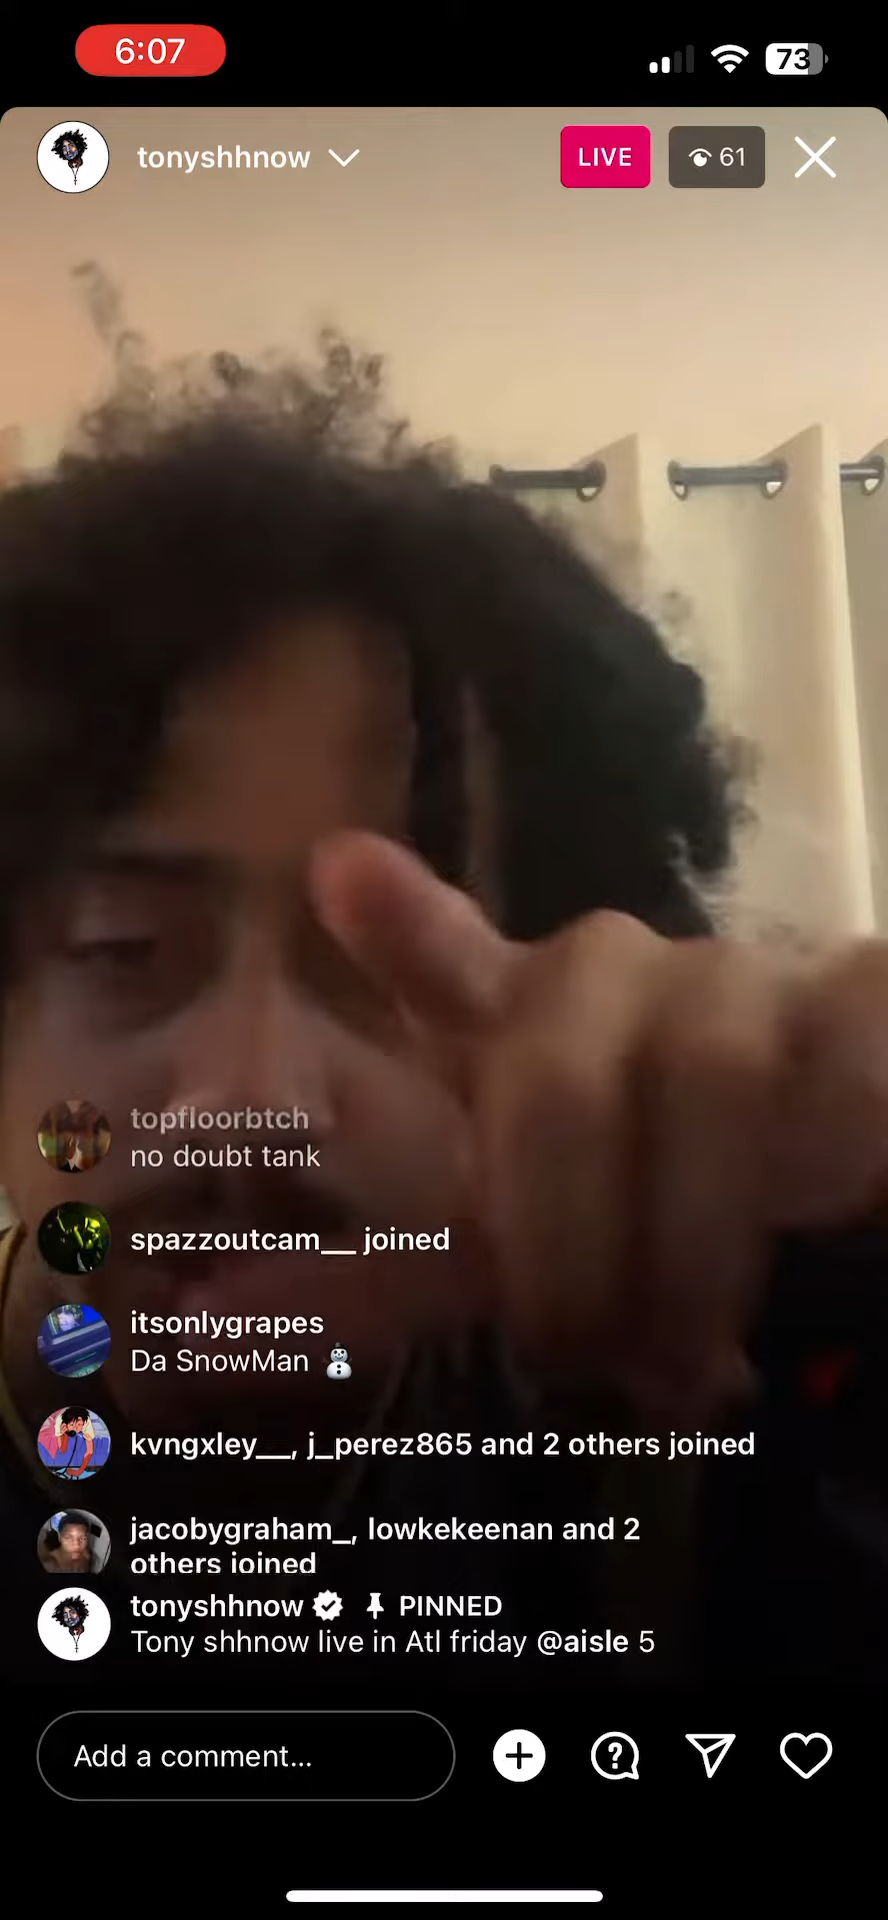 6:07
73
tonyshhnow
LIVE
61
topfloorbtch
no doubt tank
spazzoutcam__ joined
itsonlygrapes
Da SnowMan ⛄
kvngxley__, j_perez865 and 2 others joined
jacobygraham_, lowkekeenan and 2
others joined
tonyshhnow PINNED
Tony shhnow live in Atl friday @aisle 5
Add a comment...